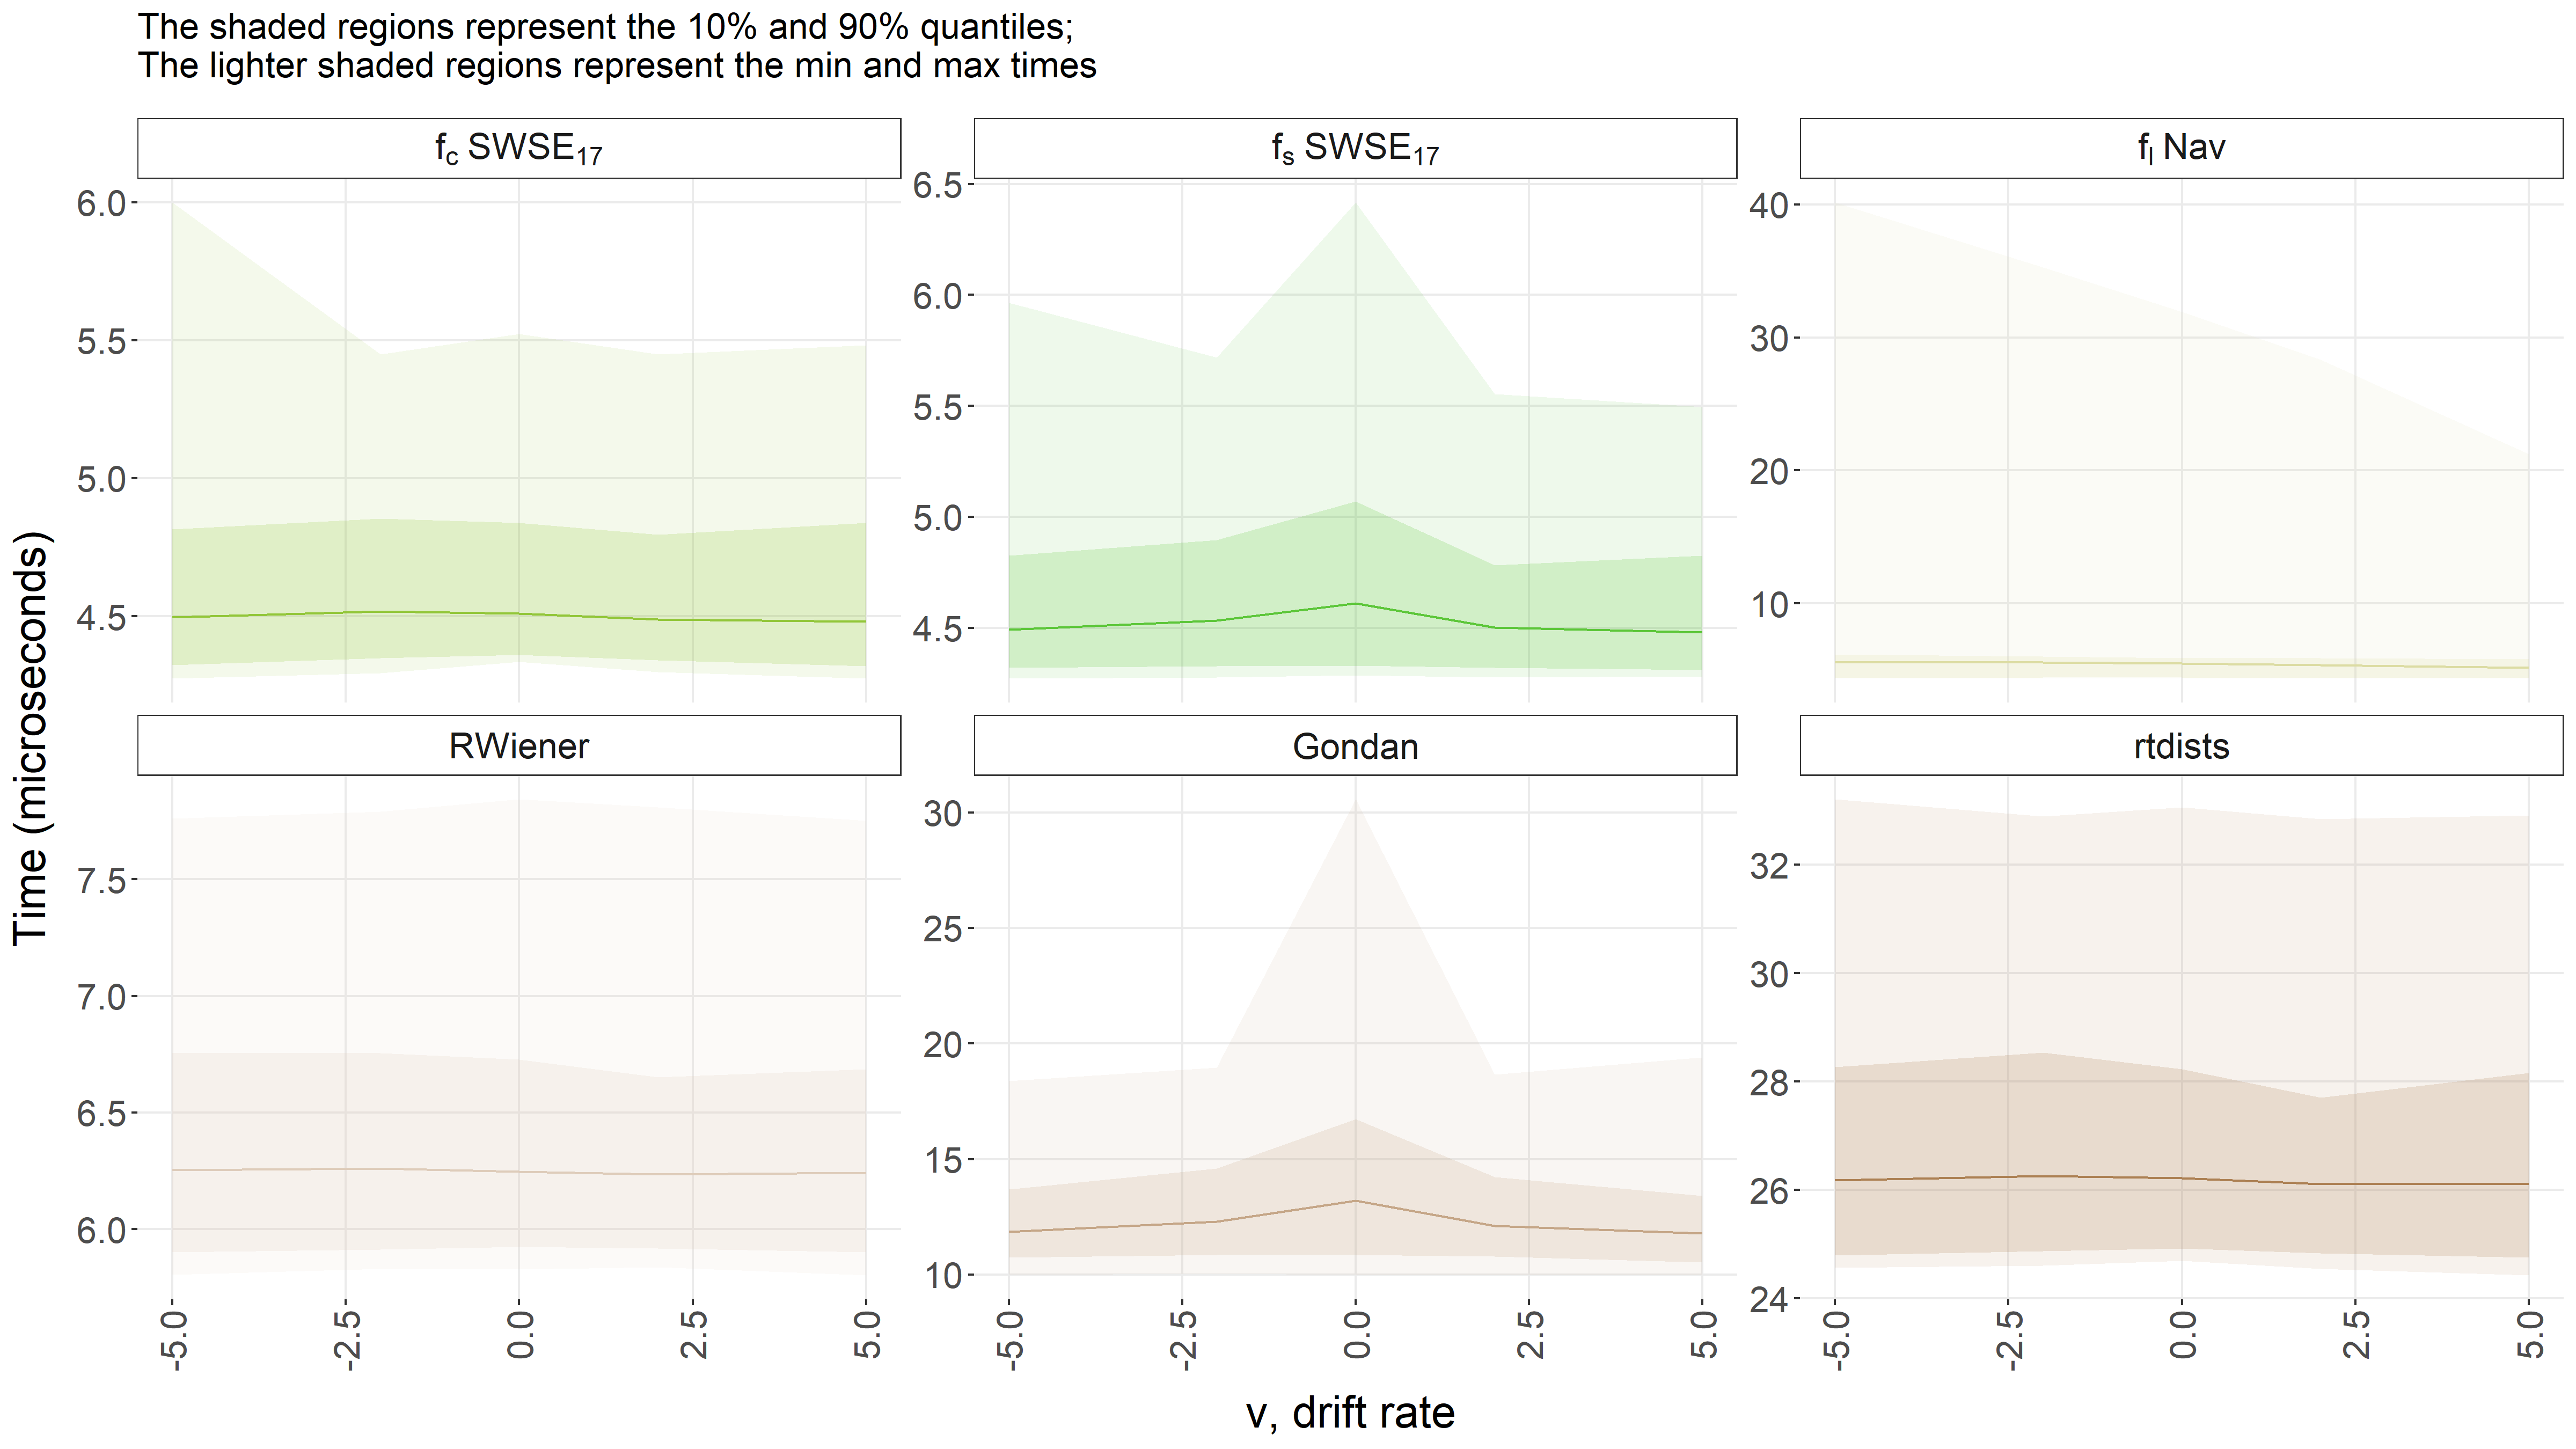 The shaded regions represent the 10% and 90% quantiles;
The lighter shaded regions represent the min and max times
f_c SWSE_17
f_s SWSE_17
f_l Nav
6.0
5.5
5.0
4.5
6.5
6.0
5.5
5.0
4.5
40
30
20
10
RWiener
Gondan
rtdists
7.5
7.0
6.5
6.0
30
25
20
15
10
32
30
28
26
24
-5.0 -2.5 0.0 2.5 5.0
-5.0 -2.5 0.0 2.5 5.0
-5.0 -2.5 0.0 2.5 5.0
Time (microseconds)
v, drift rate